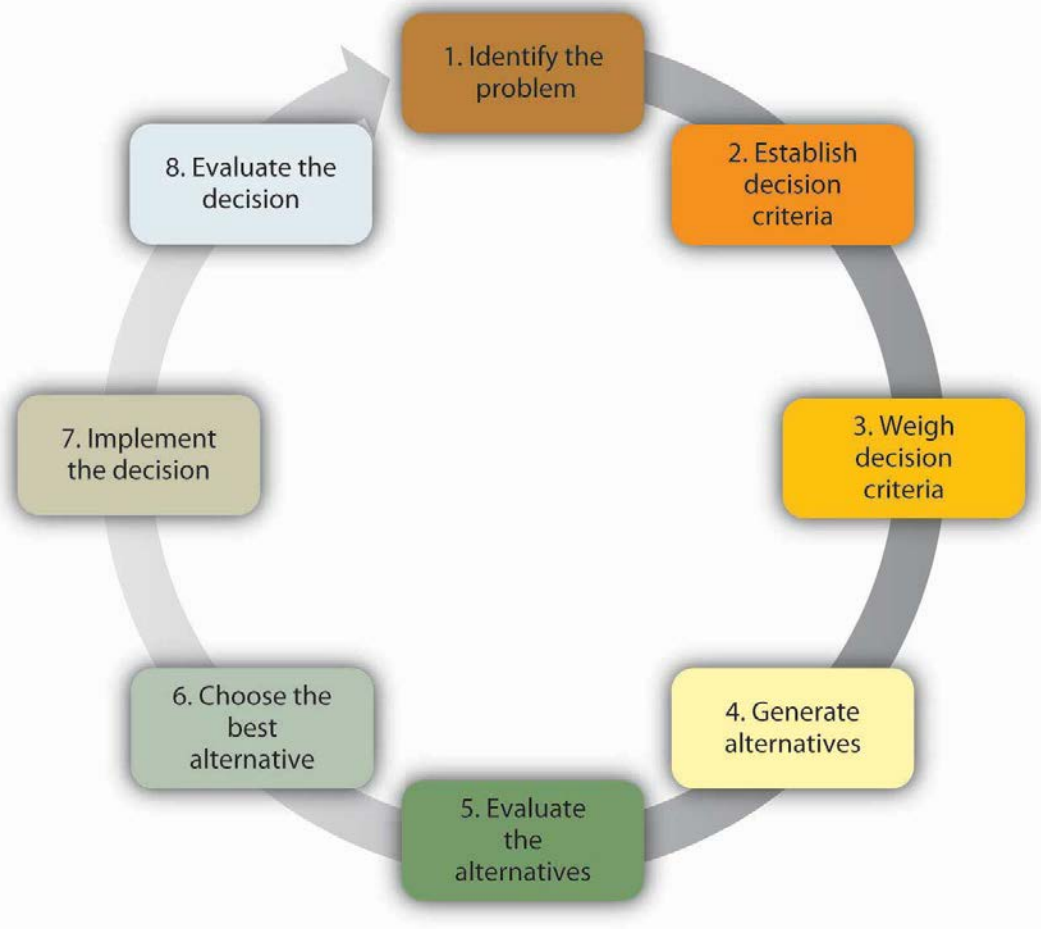 1. Identify the
problem
2. Establish
decision
criteria
3. Weigh
decision
criteria
4. Generate
alternatives
5. Evaluate
the
alternatives
6. Choose the
best
alternative
7. Implement
the decision
8. Evaluate the
decision